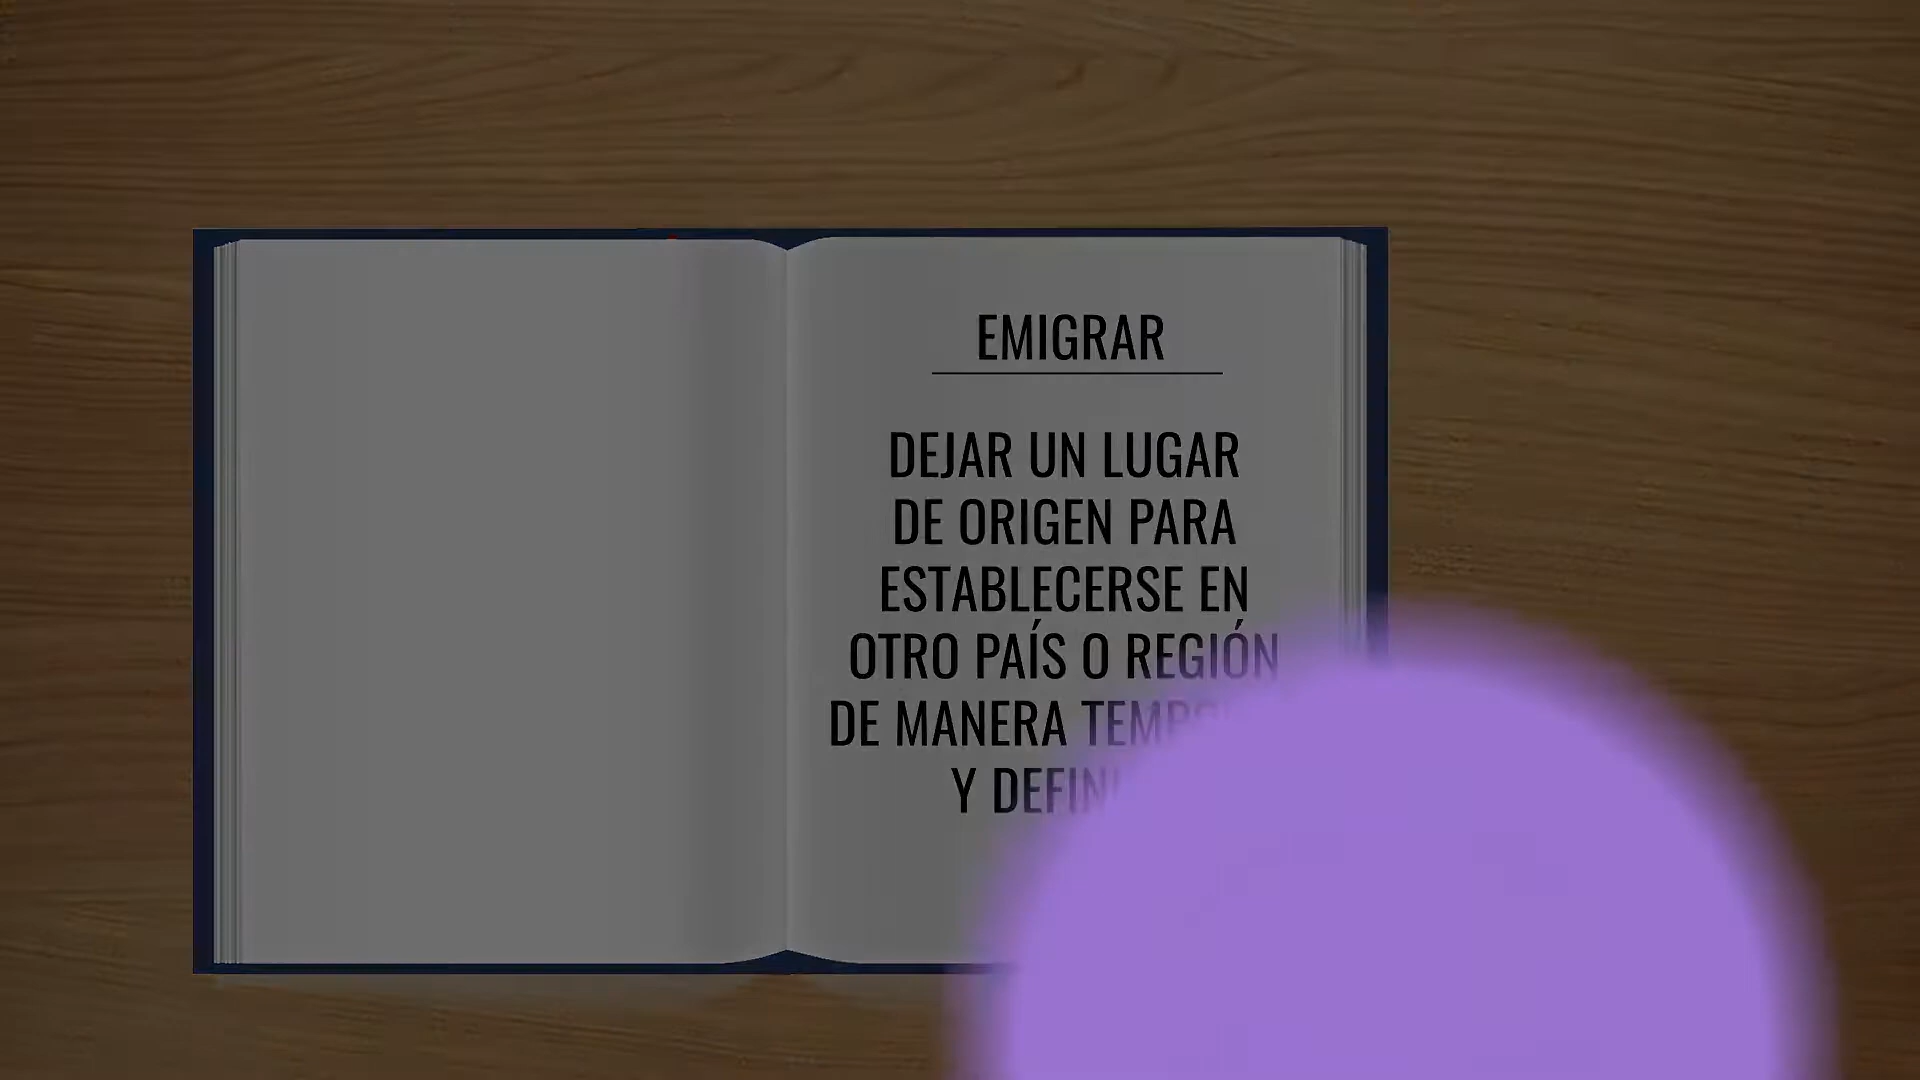 EMIGRAR
DEJAR UN LUGAR
DE ORIGEN PARA
ESTABLECERSE EN
OTRO PAÍS O REGIÓN
DE MANERA
Y